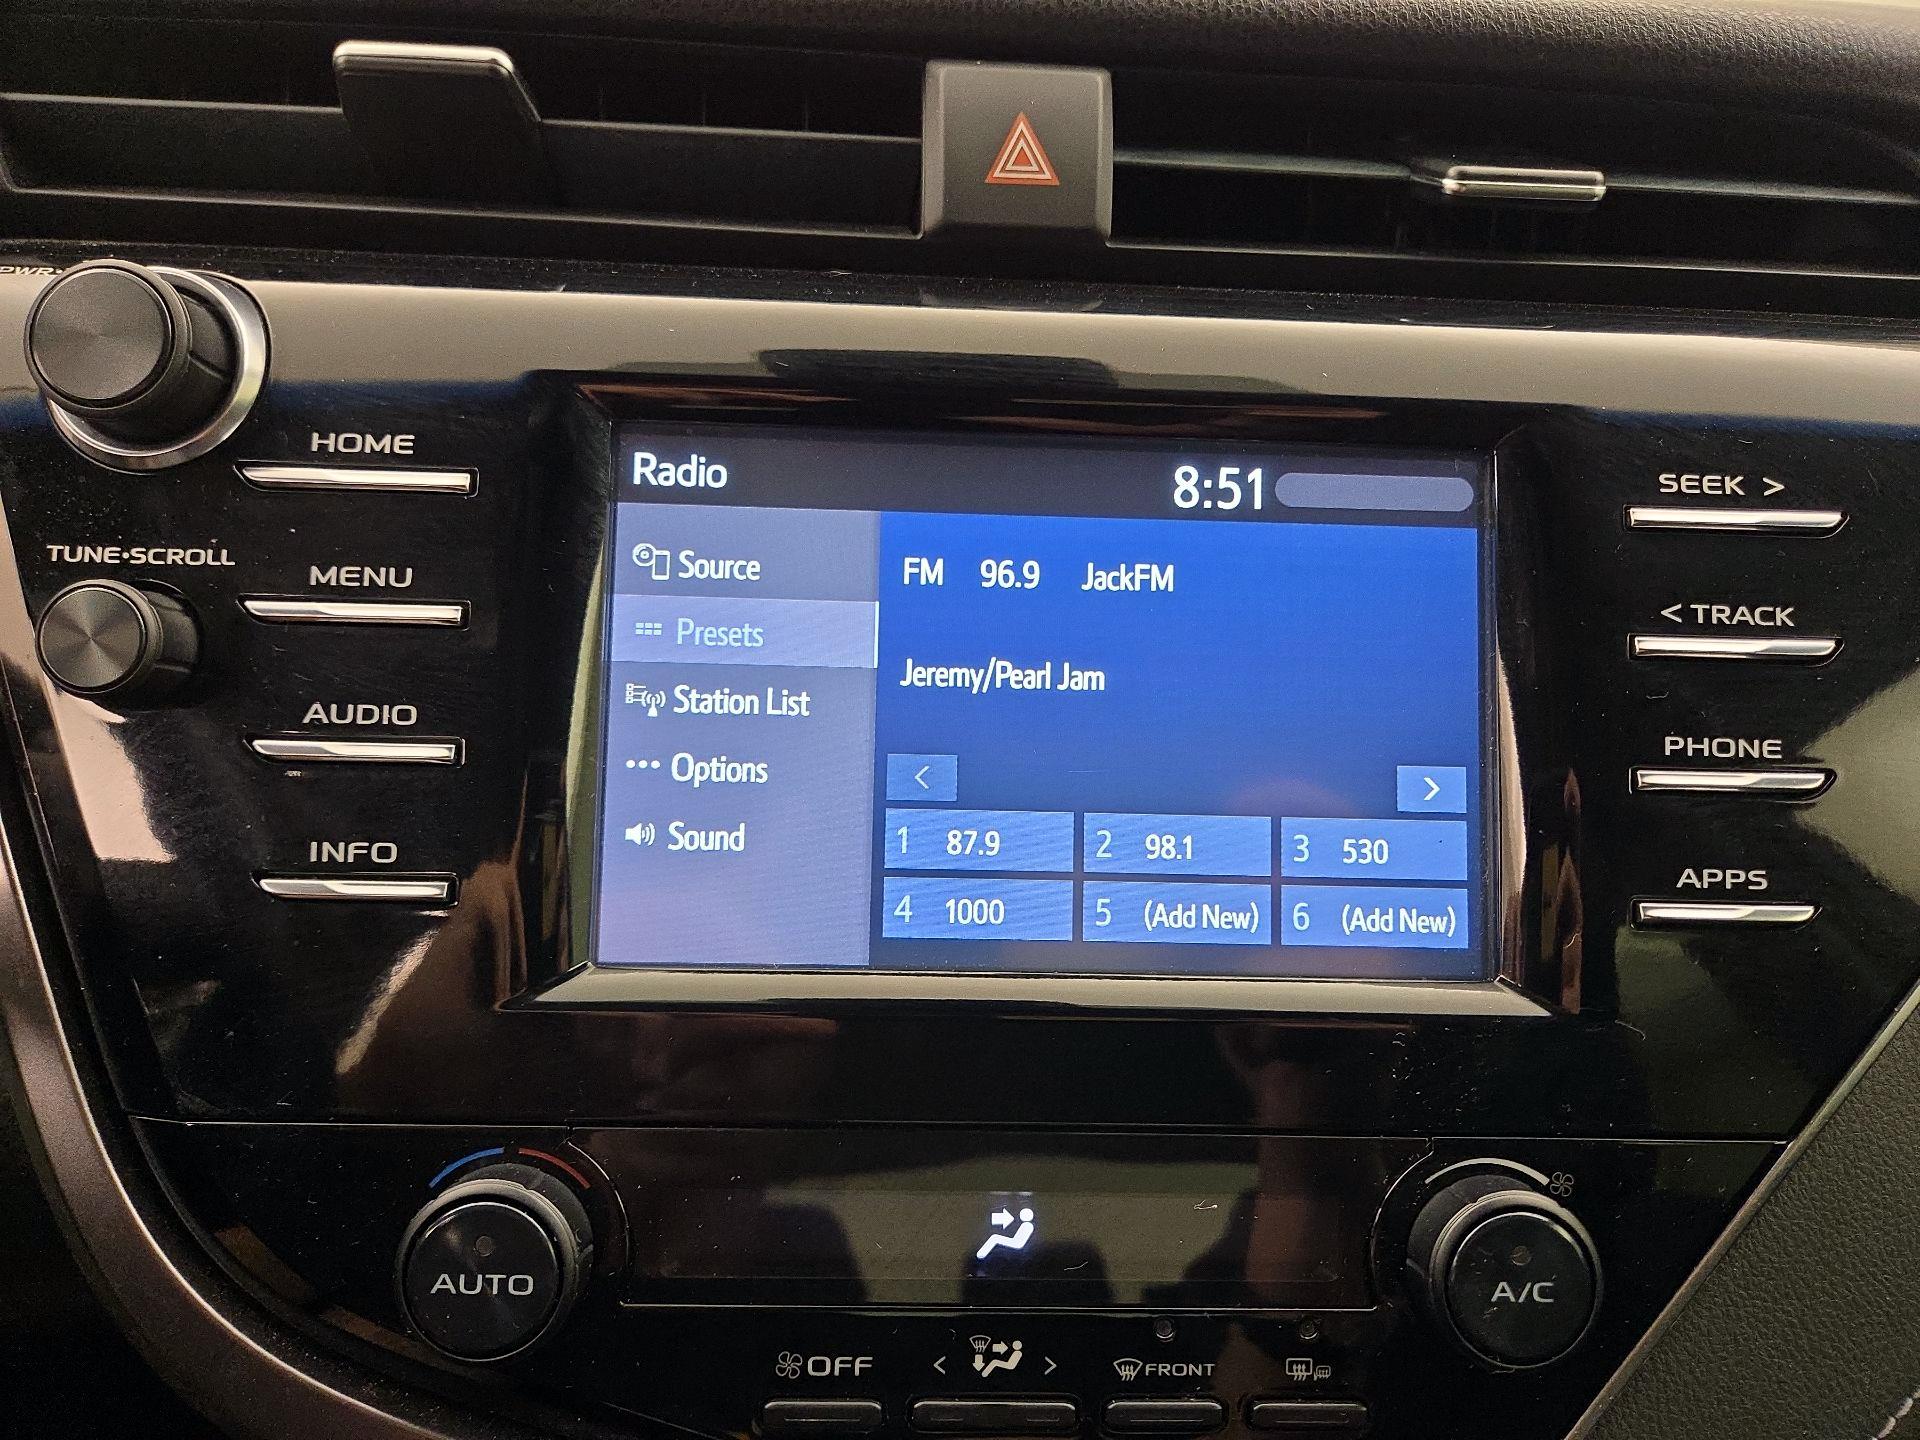 PWR•
HOME
TUNE•SCROLL
MENU
AUDIO
INFO
Radio 8:51
Source
Presets
Station List
Options
Sound
FM 96.9 JackFM
Jeremy/Pearl Jam
< >
1 87.9 2 98.1 3 530
4 1000 5 (Add New) 6 (Add New)
SEEK >
< TRACK
PHONE
APPS
AUTO
A/C
OFF < > FRONT